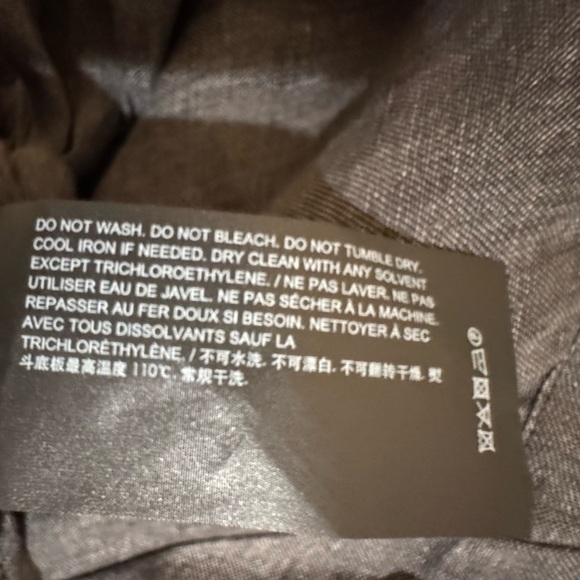 DO NOT WASH. DO NOT BLEACH. DO NOT TUMBLE DRY.
COOL IRON IF NEEDED. DRY CLEAN WITH ANY SOLVENT
EXCEPT TRICHLOROETHYLENE. / NE PAS LAVER. NE PAS
UTILISER EAU DE JAVEL. NE PAS SÉCHER À LA MACHINE.
REPASSER AU FER DOUX SI BESOIN. NETTOYER À SEC
AVEC TOUS DISSOLVANTS SAUF LA
TRICHLORÉTHYLÈNE. / 不可水洗. 不可漂白. 不可翻转干燥. 熨
斗底板最高温度 110℃. 常规干洗.